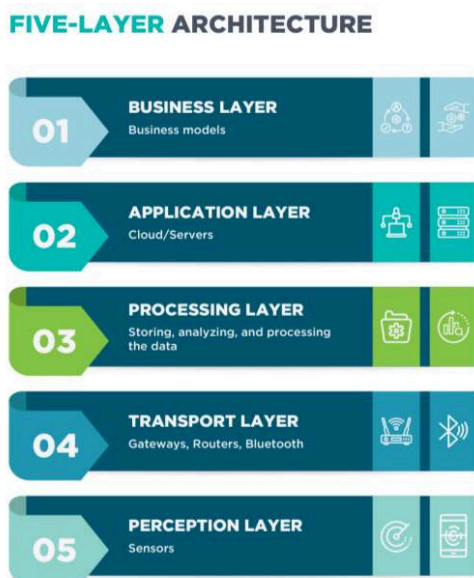 FIVE-LAYER ARCHITECTURE
01
BUSINESS LAYER
Business models
02
APPLICATION LAYER
Cloud/Servers
03
PROCESSING LAYER
Storing, analyzing, and processing
the data
04
TRANSPORT LAYER
Gateways, Routers, Bluetooth
05
PERCEPTION LAYER
Sensors